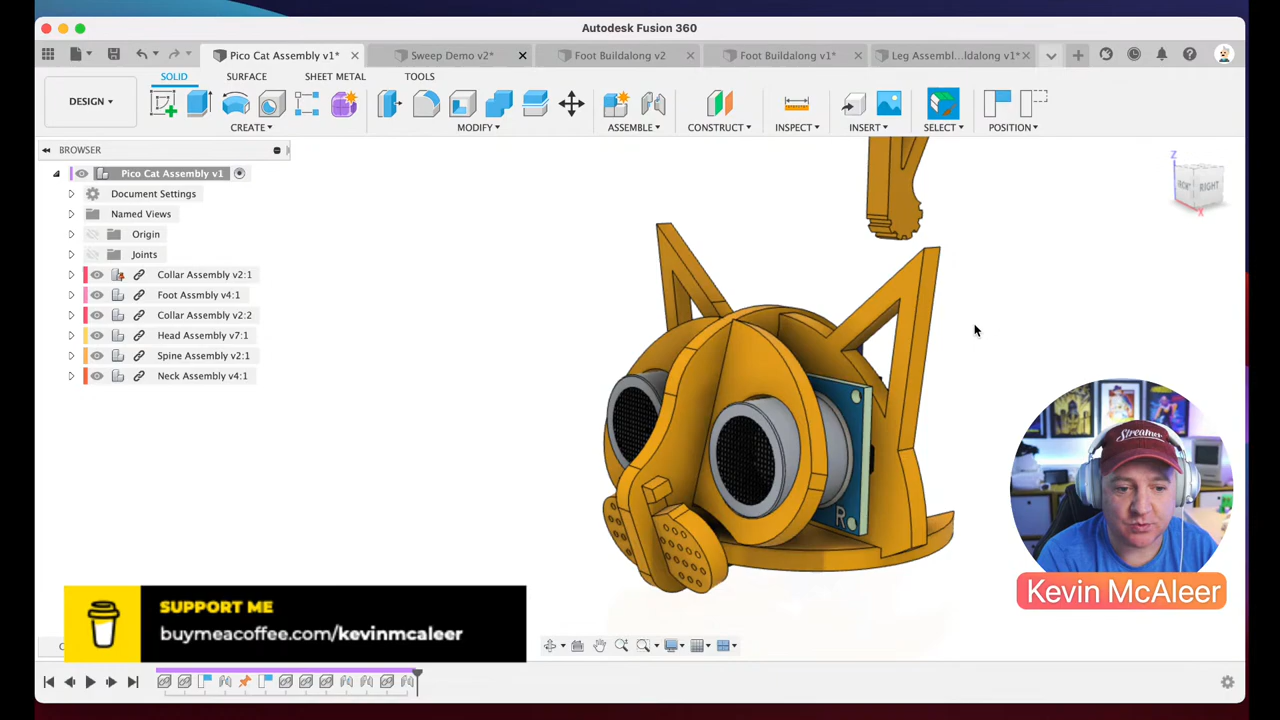 Autodesk Fusion 360
Pico Cat Assembly v1*
Sweep Demo v2*
Foot Buildalong v2
Foot Buildalong v1*
Leg Assembl...ldalong v1*
SOLID
SURFACE
SHEET METAL
TOOLS
DESIGN
CREATE
MODIFY
ASSEMBLE
CONSTRUCT
INSPECT
INSERT
SELECT
POSITION
BROWSER
Pico Cat Assembly v1
Document Settings
Named Views
Origin
Joints
Collar Assembly v2:1
Foot Assmbly v4:1
Collar Assembly v2:2
Head Assembly v7:1
Spine Assembly v2:1
Neck Assembly v4:1
Z
RIGHT
X
R
Streamer
Kevin McAleer
SUPPORT ME
buymeacoffee.com/kevinmcaleer